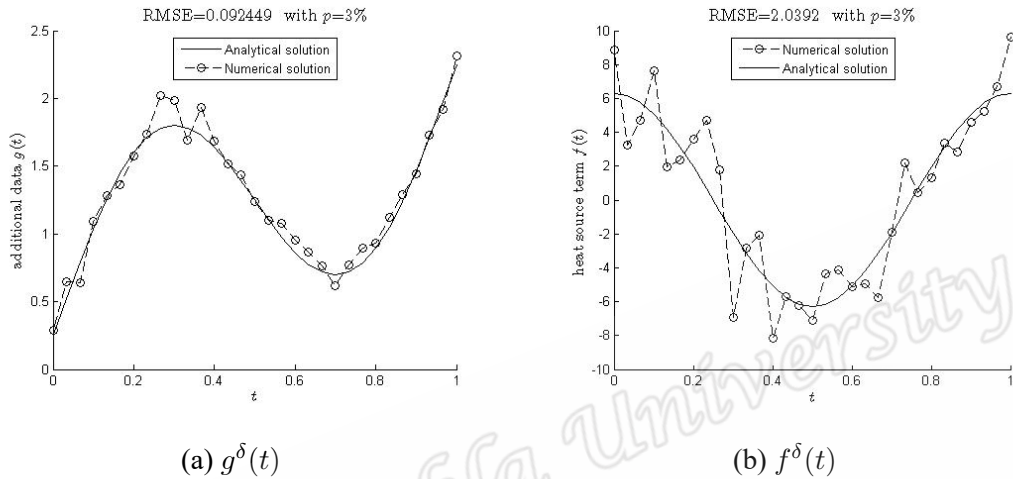 RMSE=0.092449 with p=3%
2.5
2
1.5
1
0.5
0
0 0.2 0.4 0.6 0.8 1
t
additional data g(t)
Analytical solution
Numerical solution
(a) g^δ(t)
RMSE=2.0392 with p=3%
10
8
6
4
2
0
-2
-4
-6
-8
-10
0 0.2 0.4 0.6 0.8 1
t
heat source term f(t)
Numerical solution
Analytical solution
(b) f^δ(t)
University